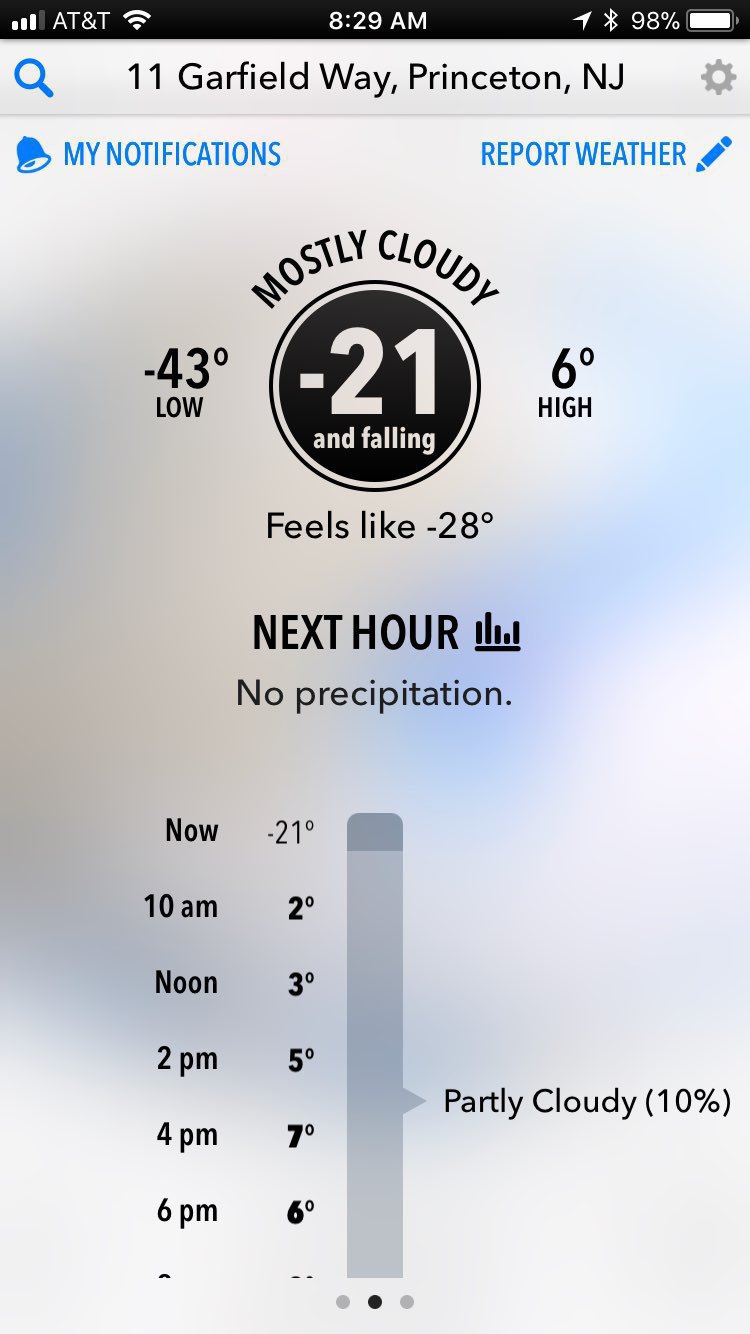 AT&T 8:29 AM 98%
11 Garfield Way, Princeton, NJ
MY NOTIFICATIONS REPORT WEATHER
MOSTLY CLOUDY
-43° -21 6°
LOW and falling HIGH
Feels like -28°
NEXT HOUR
No precipitation.
Now -21°
10 am 2°
Noon 3°
2 pm 5°
Partly Cloudy (10%)
4 pm 7°
6 pm 6°